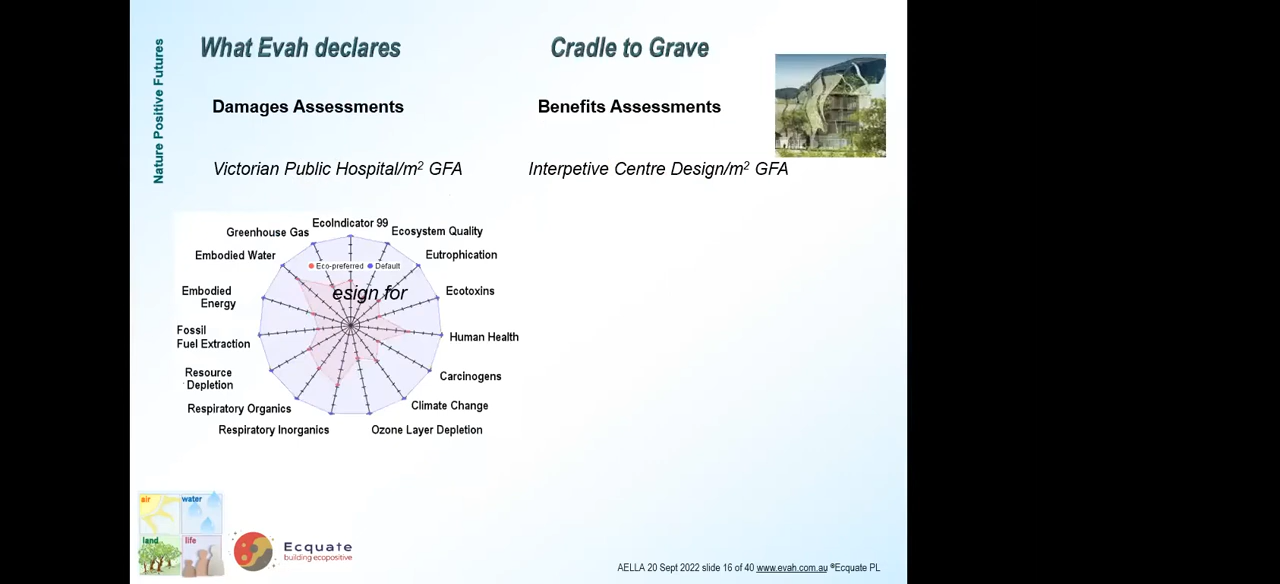 Nature Positive Futures
What Evah declares
Cradle to Grave
Damages Assessments
Benefits Assessments
Victorian Public Hospital/m² GFA
Interpetive Centre Design/m² GFA
EcoIndicator 99
Greenhouse Gas
Ecosystem Quality
Embodied Water
Eutrophication
Eco-preferred
Default
Embodied
Energy
esign for
Ecotoxins
Fossil
Fuel Extraction
Human Health
Resource
Depletion
Carcinogens
Respiratory Organics
Climate Change
Respiratory Inorganics
Ozone Layer Depletion
air
water
land
life
Ecquate
building ecopositive
AELLA 20 Sept 2022 slide 16 of 40 www.evah.com.au ®Ecquate PL